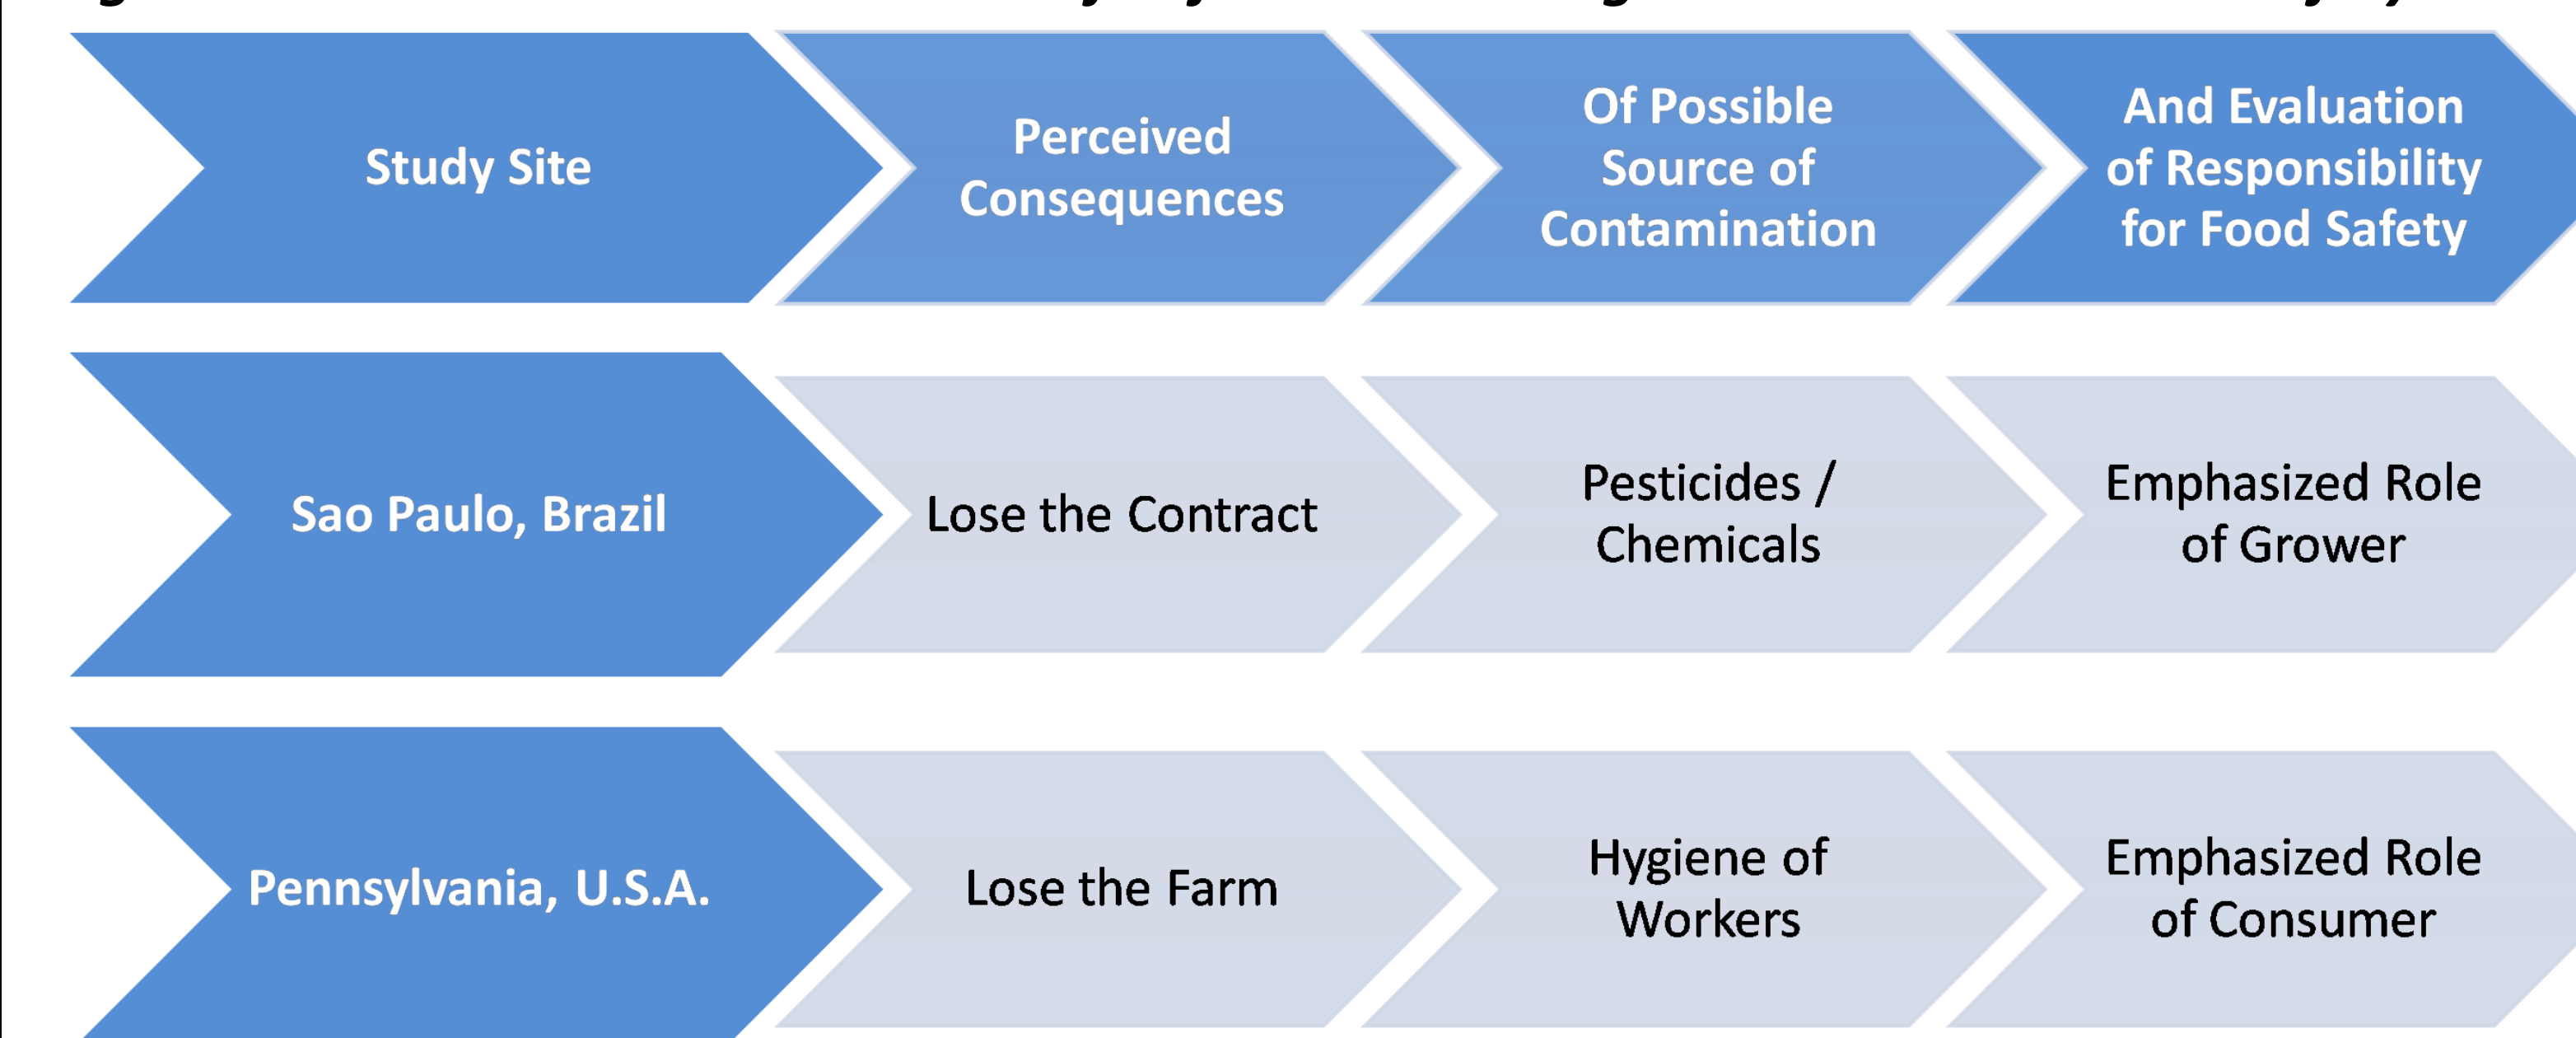 Study Site
Perceived
Consequences
Of Possible
Source of
Contamination
And Evaluation
of Responsibility
for Food Safety
Sao Paulo, Brazil
Lose the Contract
Pesticides /
Chemicals
Emphasized Role
of Grower
Pennsylvania, U.S.A.
Lose the Farm
Hygiene of
Workers
Emphasized Role
of Consumer